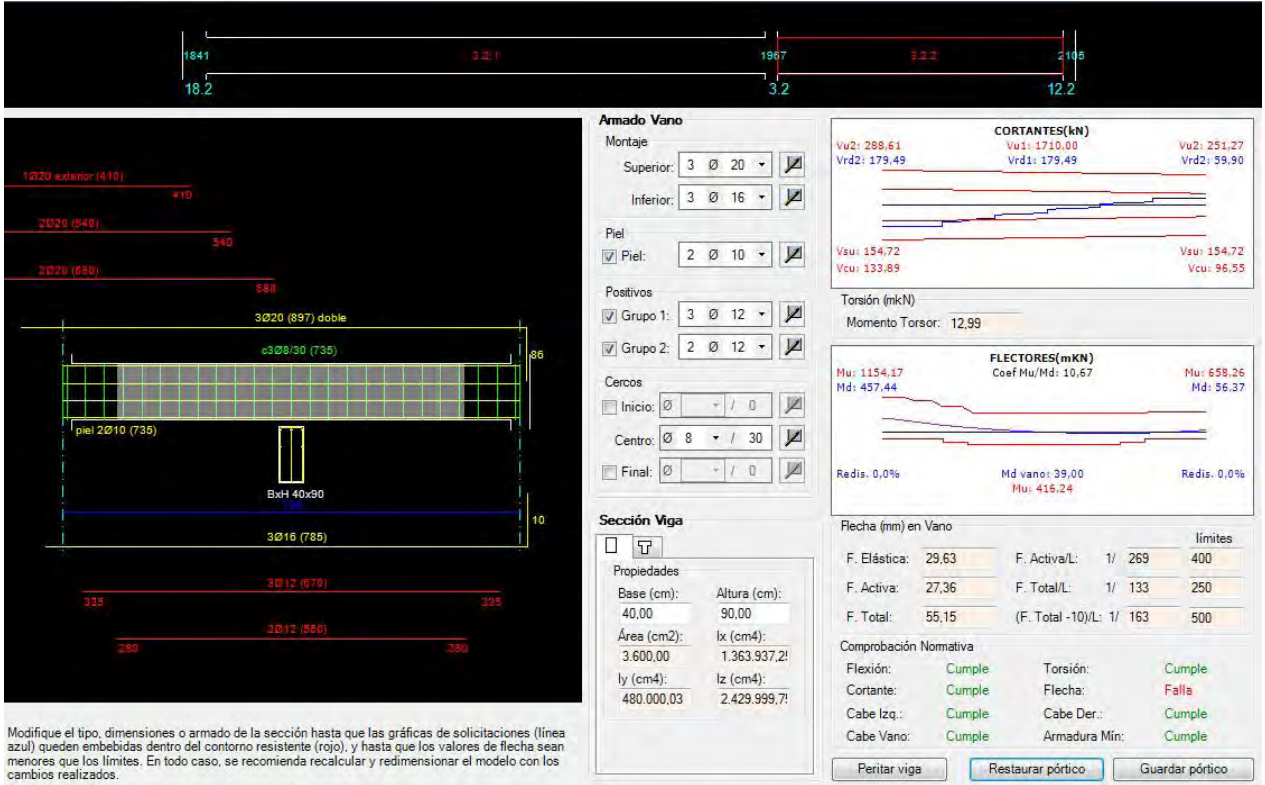 1841 3.2: 1 1967 3.2:2 2105
18.2 3.2 12.2
1Ø20 exterior (410)
410
2Ø20 (540)
540
2Ø20 (680)
680
3Ø20 (897) doble
86
c3Ø8/30 (735)
piel 2Ø10 (735)
BxH 40x90
10
3Ø16 (785)
3Ø12 (670)
335 335
2Ø12 (560)
280 280
Modifique el tipo, dimensiones o armado de la sección hasta que las gráficas de solicitaciones (línea
azul) queden embebidas dentro del contorno resistente (rojo), y hasta que los valores de flecha sean
menores que los límites. En todo caso, se recomienda recalcular y redimensionar el modelo con los
cambios realizados.
Armado Vano
Montaje
Superior: 3 Ø 20
Inferior: 3 Ø 16
Piel
Piel: 2 Ø 10
Positivos
Grupo 1: 3 Ø 12
Grupo 2: 2 Ø 12
Cercos
Inicio: Ø / 0
Centro: Ø 8 / 30
Final: Ø / 0
Sección Viga
Propiedades
Base (cm): Altura (cm):
40,00 90,00
Área (cm2): Ix (cm4):
3.600,00 1.363.937,2
Iy (cm4): Iz (cm4):
480.000,03 2.429.999,7
CORTANTES(kN)
Vu2: 288,61 Vu1: 1710,00 Vu2: 251,27
Vrd2: 179,49 Vrd1: 179,49 Vrd2: 59,90
Vsu: 154,72 Vsu: 154,72
Vcu: 133,89 Vcu: 96,55
Torsión (mkN)
Momento Torsor: 12,99
FLECTORES(mKN)
Mu: 1154,17 Coef Mu/Md: 10,67 Mu: 658,26
Md: 457,44 Md: 56,37
Redis. 0,0% Md vano: 39,00 Redis. 0,0%
Mu: 416,24
Flecha (mm) en Vano
límites
F. Elástica: 29,63 F. Activa/L: 1/ 269 400
F. Activa: 27,36 F. Total/L: 1/ 133 250
F. Total: 55,15 (F. Total -10)/L: 1/ 163 500
Comprobación Normativa
Flexión: Cumple Torsión: Cumple
Cortante: Cumple Flecha: Falla
Cabe Izq.: Cumple Cabe Der.: Cumple
Cabe Vano: Cumple Armadura Mín: Cumple
Peritar viga Restaurar pórtico Guardar pórtico